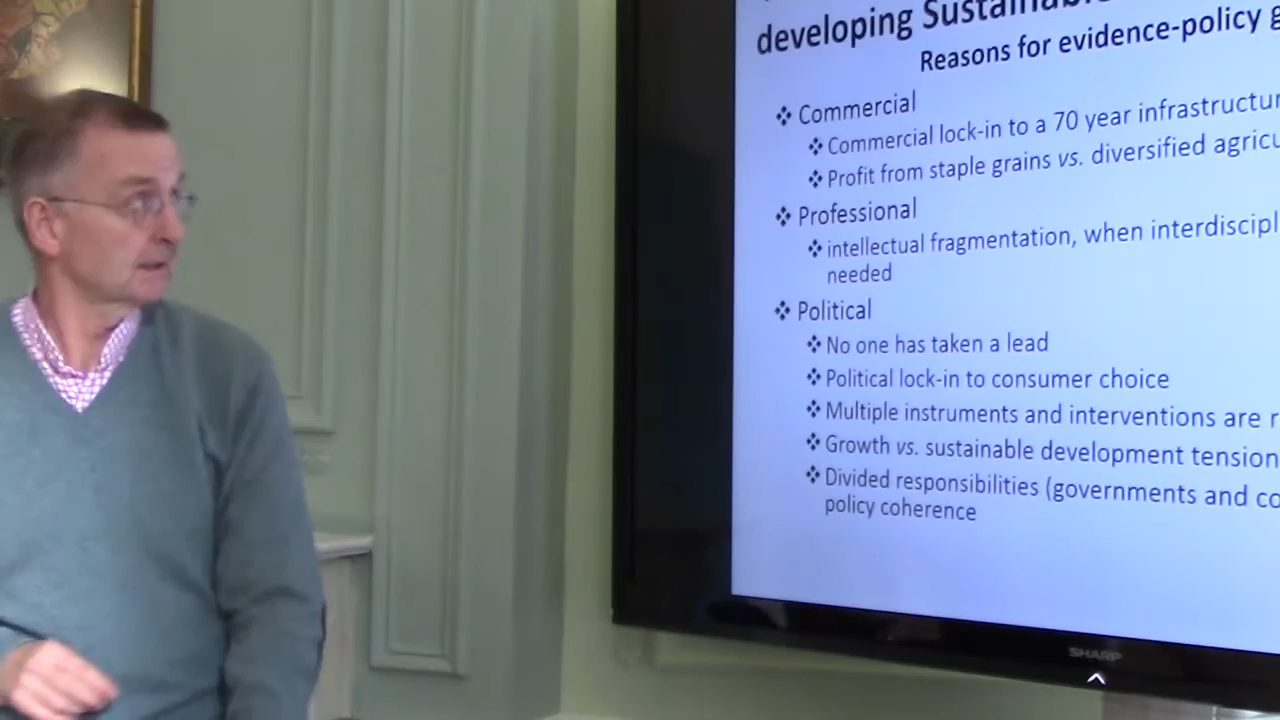 developing
Reasons for evidence-policy
Commercial
Commercial lock-in to a 70 year
Profit from staple grains vs. diversified
Professional
intellectual fragmentation, when
needed
Political
No one has taken a lead
Political lock-in to consumer choice
Multiple instruments and interventions are
Growth vs. sustainable development tension
Divided responsibilities (governments and
policy coherence
SHARP